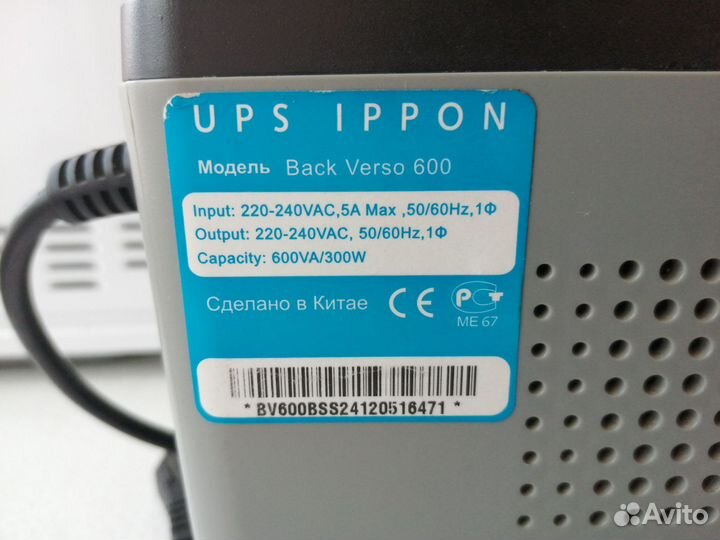 UPS IPPON
Модель Back Verso 600
Input: 220-240VAC,5A Max ,50/60Hz,1Ф
Output: 220-240VAC, 50/60Hz,1Ф
Capacity: 600VA/300W
Сделано в Китае CE РСТ
ME 67
* BV600BSS24120516471 *
Avito